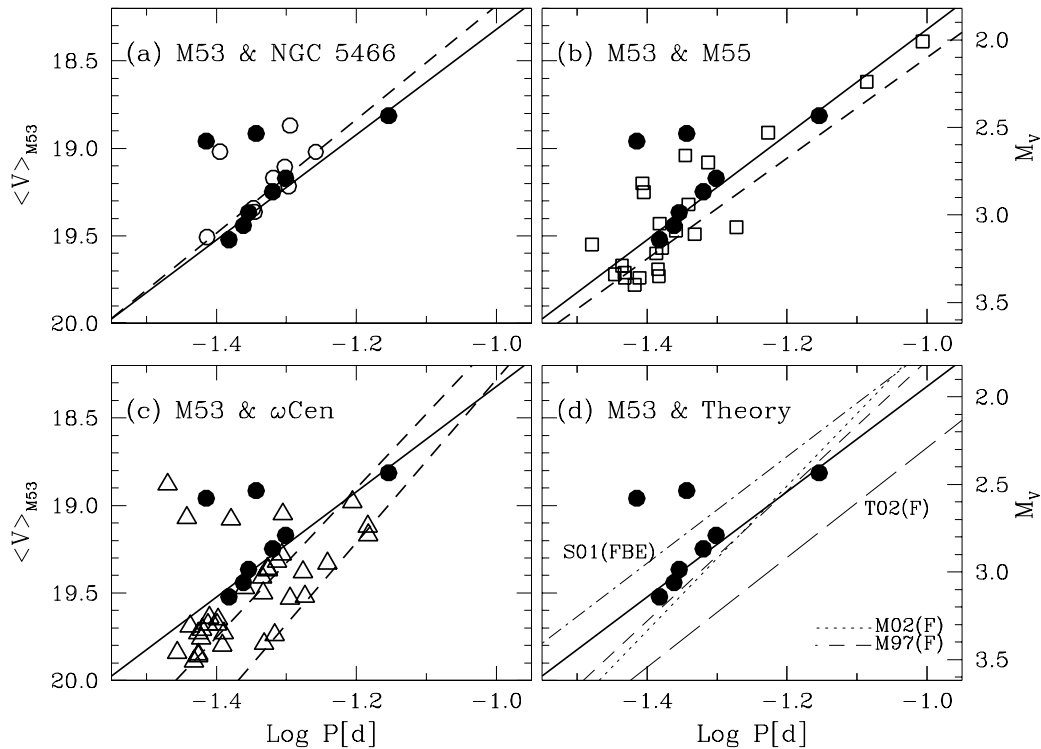 (a) M53 & NGC 5466
(b) M53 & M55
18.5
19.0
19.5
20.0
<V>M53
2.0
2.5
3.0
3.5
MV
−1.4
−1.2
−1.0
−1.4
−1.2
−1.0
(c) M53 & ωCen
(d) M53 & Theory
18.5
19.0
19.5
20.0
<V>M53
2.0
2.5
3.0
3.5
MV
T02(F)
S01(FBE)
M02(F)
M97(F)
−1.4
−1.2
−1.0
−1.4
−1.2
−1.0
Log P[d]
Log P[d]